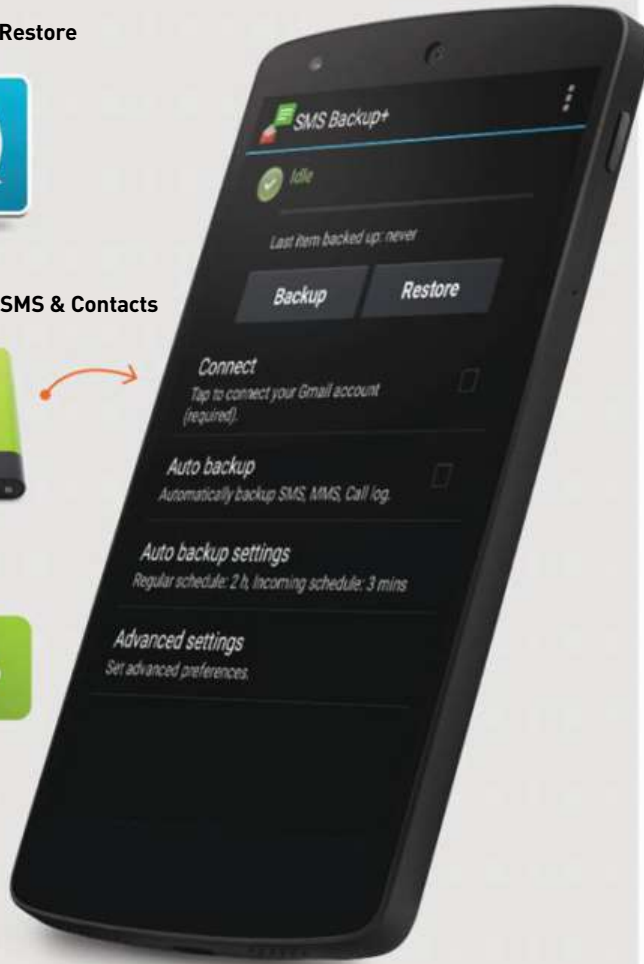 Restore
SMS Backup+
Idle
Last item backed up: never
Backup
Restore
SMS & Contacts
Connect
Tap to connect your Gmail account
(required).
Auto backup
Automatically backup SMS, MMS, Call log.
Auto backup settings
Regular schedule: 2 h, Incoming schedule: 3 mins
Advanced settings
Set advanced preferences.